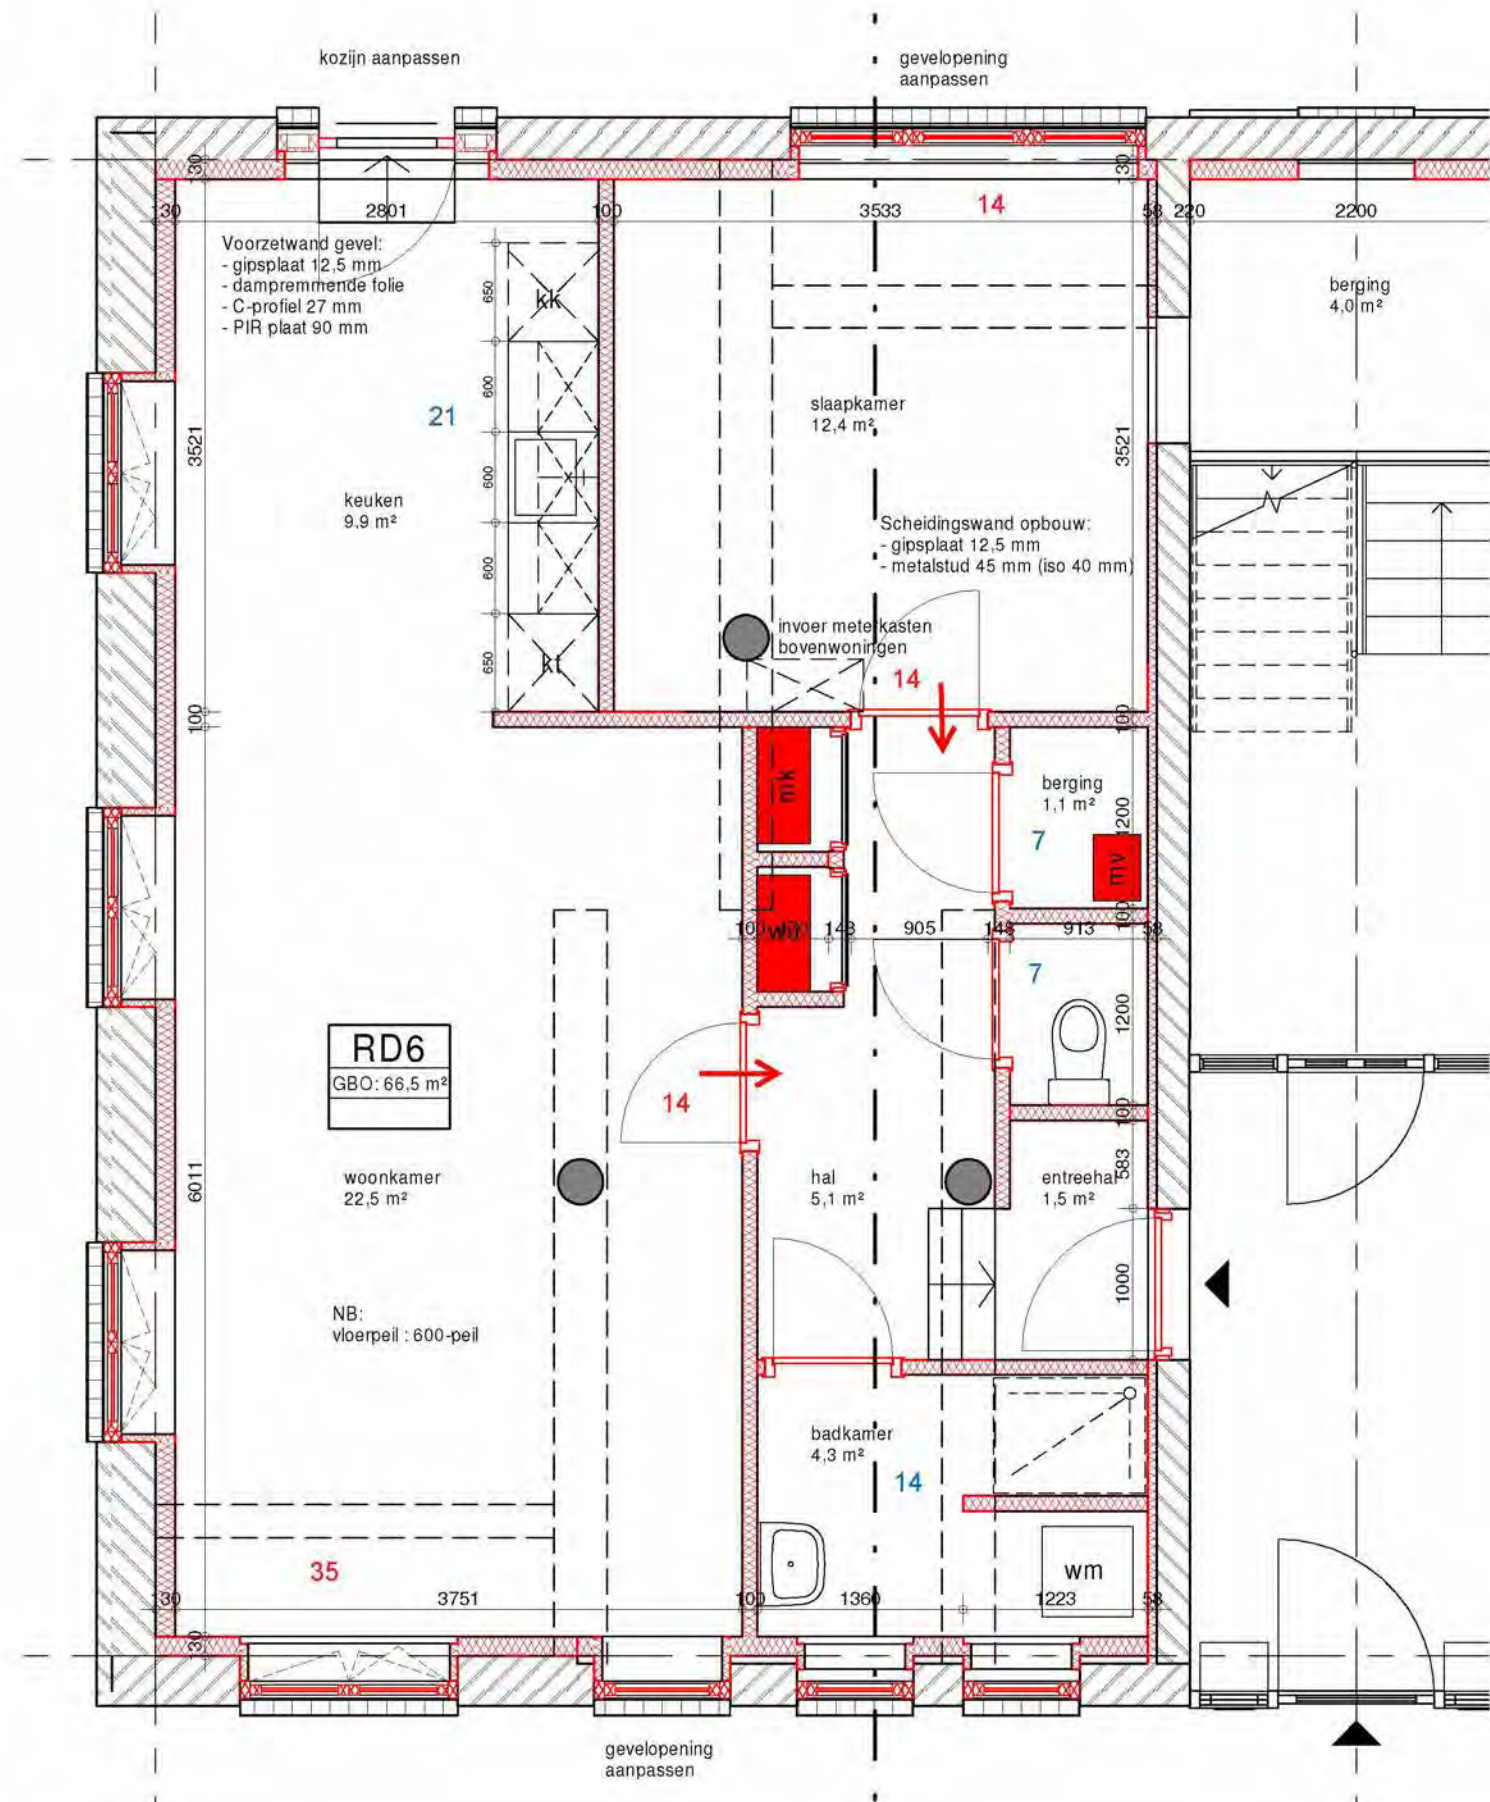 kozijn aanpassen
gevelopening
aanpassen
130
30
2801
100
3533
14
58
220
2200
130
Voorzetwand gevel:
- gipsplaat 12,5 mm
- dampremmende folie
- C-profiel 27 mm
- PIR plaat 90 mm
650
kk
berging
4,0 m²
600
21
slaapkamer
12,4 m²
3521
3521
keuken
9,9 m²
600
Scheidingswand opbouw:
- gipsplaat 12,5 mm
- metalstud 45 mm (iso 40 mm)
600
invoer meterkasten
bovenwoningen
650
kt
14
100
100
mk
berging
1,1 m²
1200
7
mv
100
100
148
905
148
913
58
7
1200
RD6
GBO: 66,5 m²
14
100
583
woonkamer
22,5 m²
6011
hal
5,1 m²
entreehal
1,5 m²
1000
NB:
vloerpeil : 600-peil
badkamer
4,3 m²
14
35
wm
130
3751
100
1360
1223
58
130
gevelopening
aanpassen